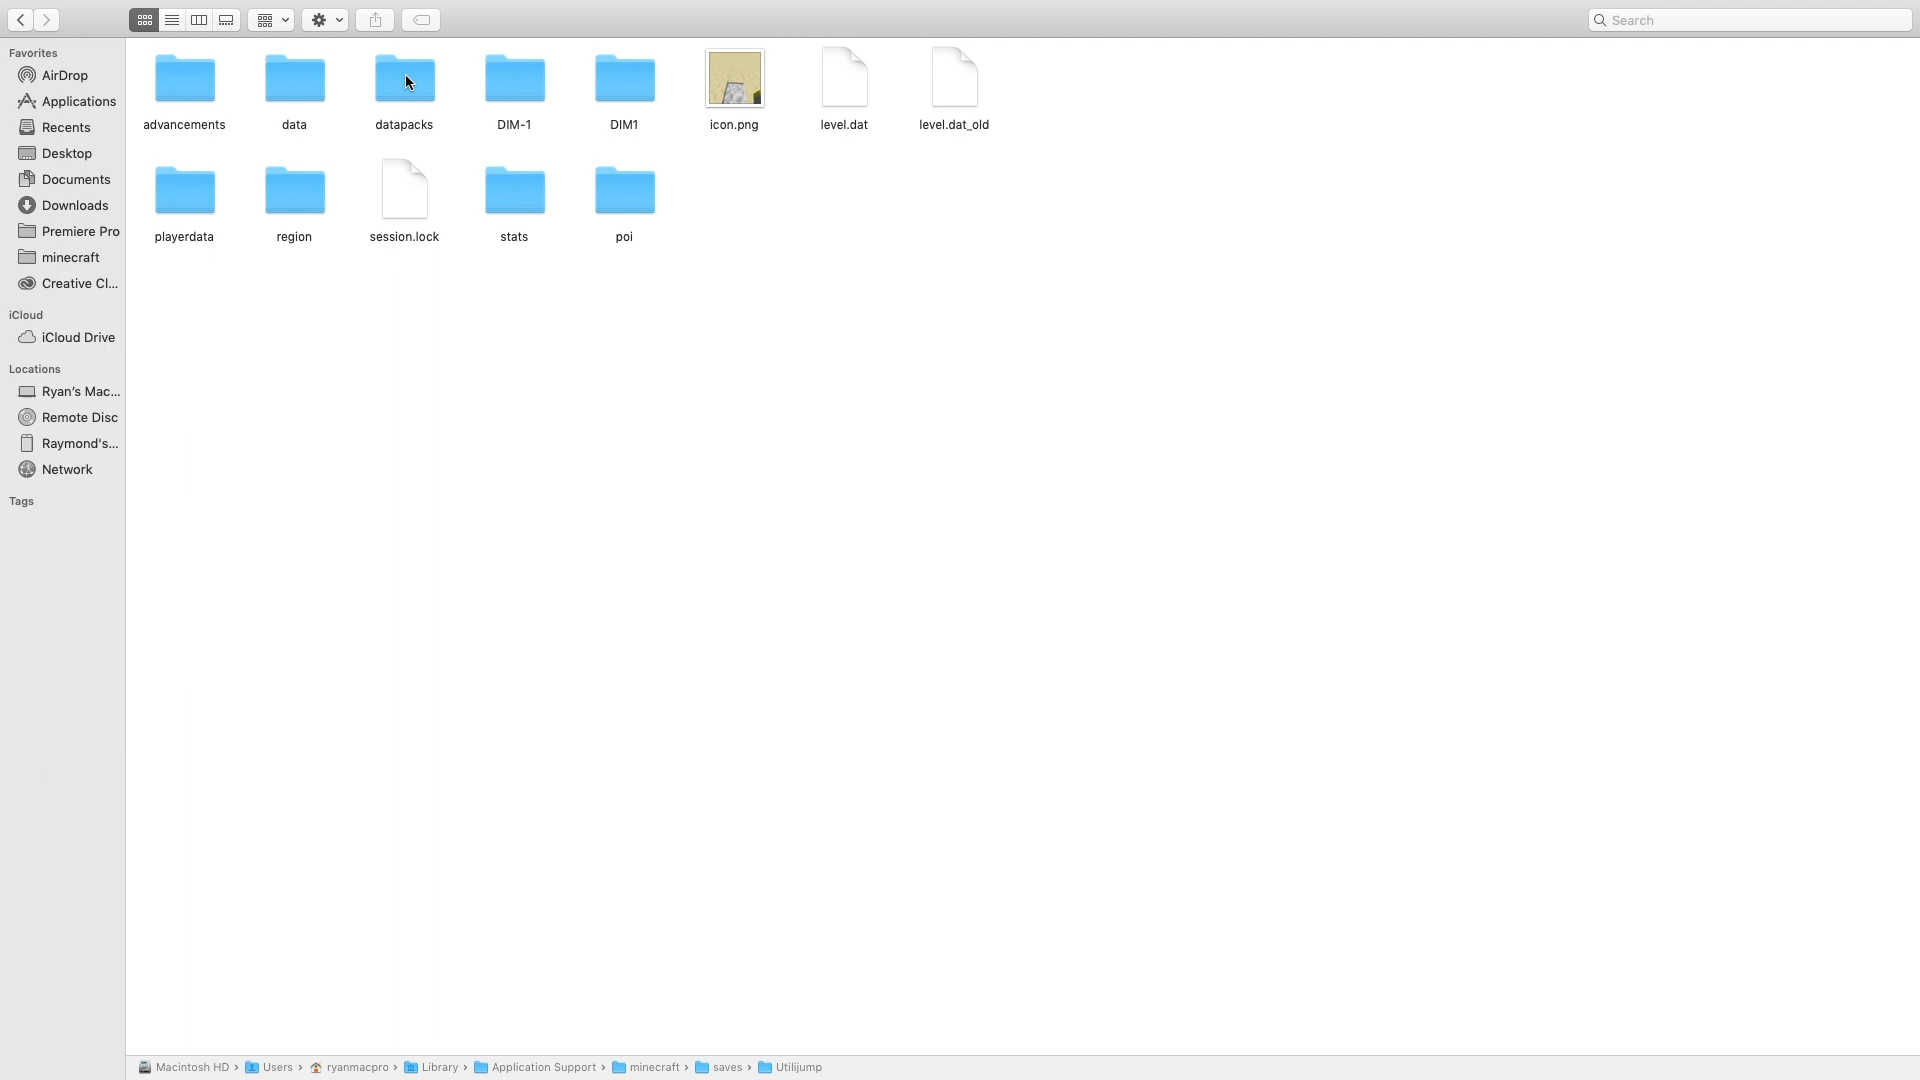 Search
Favorites
AirDrop
Applications
Recents
Desktop
Documents
Downloads
Premiere Pro
minecraft
Creative Cl...
iCloud
iCloud Drive
Locations
Ryan's Mac...
Remote Disc
Raymond's...
Network
Tags
advancements data datapacks DIM-1 DIM1 icon.png level.dat level.dat_old
playerdata region session.lock stats poi
Macintosh HD › Users › ryanmacpro › Library › Application Support › minecraft › saves › Utilijump